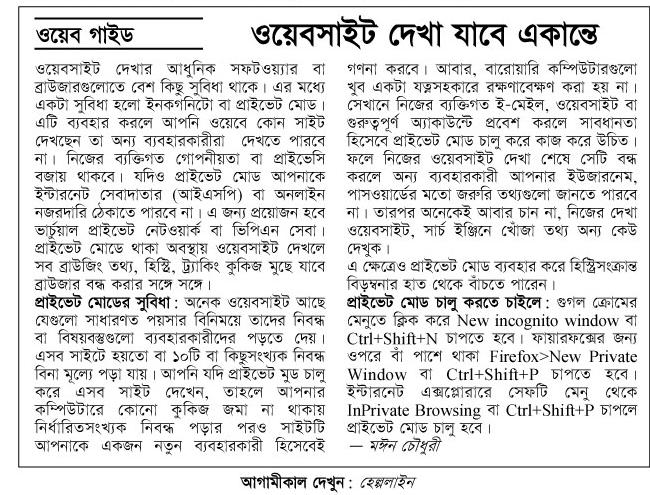 ওয়েব গাইড
ওয়েবসাইট দেখা যাবে একান্তে
ওয়েবসাইট দেখার আধুনিক সফটওয়্যার বা
ব্রাউজারগুলোতে বেশ কিছু সুবিধা থাকে। এর মধ্যে
একটা সুবিধা হলো ইনকগনিটো বা প্রাইভেট মোড।
এটি ব্যবহার করলে আপনি ওয়েবে কোন সাইট
দেখছেন তা অন্য ব্যবহারকারীরা দেখতে পারবে
না। নিজের ব্যক্তিগত গোপনীয়তা বা প্রাইভেসি
বজায় থাকবে। যদিও প্রাইভেট মোড আপনাকে
ইন্টারনেট সেবাদাতার (আইএসপি) বা অনলাইন
নজরদারি ঠেকাতে পারবে না। এ জন্য প্রয়োজন হবে
ভার্চুয়াল প্রাইভেট নেটওয়ার্ক বা ভিপিএন সেবা।
প্রাইভেট মোডে থাকা অবস্থায় ওয়েবসাইট দেখলে
সব ব্রাউজিং তথ্য, হিস্ট্রি, ট্র্যাকিং কুকিজ মুছে যাবে
ব্রাউজার বন্ধ করার সঙ্গে সঙ্গে।
প্রাইভেট মোডের সুবিধা : অনেক ওয়েবসাইট আছে
যেগুলো সাধারণত পয়সার বিনিময়ে তাদের নিবন্ধ
বা বিষয়বস্তুগুলো ব্যবহারকারীদের পড়তে দেয়।
এসব সাইটে হয়তো বা ১০টি বা কিছুসংখ্যক নিবন্ধ
বিনা মূল্যে পড়া যায়। আপনি যদি প্রাইভেট মুড চালু
করে এসব সাইট দেখেন, তাহলে আপনার
কম্পিউটারে কোনো কুকিজ জমা না থাকায়
নির্ধারিতসংখ্যক নিবন্ধ পড়ার পরও সাইটটি
আপনাকে একজন নতুন ব্যবহারকারী হিসেবেই
গণনা করবে। আবার, বারোয়ারি কম্পিউটারগুলো
খুব একটা যত্নসহকারে রক্ষণাবেক্ষণ করা হয় না।
সেখানে নিজের ব্যক্তিগত ই-মেইল, ওয়েবসাইট বা
গুরুত্বপূর্ণ অ্যাকাউন্টে প্রবেশ করলে সাবধানতা
হিসেবে প্রাইভেট মোড চালু করে কাজ করে উচিত।
ফলে নিজের ওয়েবসাইট দেখা শেষে সেটি বন্ধ
করলে অন্য ব্যবহারকারী আপনার ইউজারনেম,
পাসওয়ার্ডের মতো জরুরি তথ্যগুলো জানতে পারবে
না। তারপর অনেকেই আবার চান না, নিজের দেখা
ওয়েবসাইট, সার্চ ইঞ্জিনে খোঁজা তথ্য অন্য কেউ
দেখুক।
এ ক্ষেত্রেও প্রাইভেট মোড ব্যবহার করে হিস্ট্রিসংক্রান্ত
বিড়ম্বনার হাত থেকে বাঁচতে পারেন।
প্রাইভেট মোড চালু করতে চাইলে : গুগল ক্রোমের
মেনুতে ক্লিক করে New incognito window বা
Ctrl+Shift+N চাপতে হবে। ফায়ারফক্সের জন্য
ওপরে বাঁ পাশে থাকা Firefox>New Private
Window বা Ctrl+Shift+P চাপতে হবে।
ইন্টারনেট এক্সপ্লোরারে সেফটি মেনু থেকে
InPrivate Browsing বা Ctrl+Shift+P চাপলে
প্রাইভেট মোড চালু হবে।
— মঈন চৌধুরী
আগামীকাল দেখুন : হেল্পলাইন